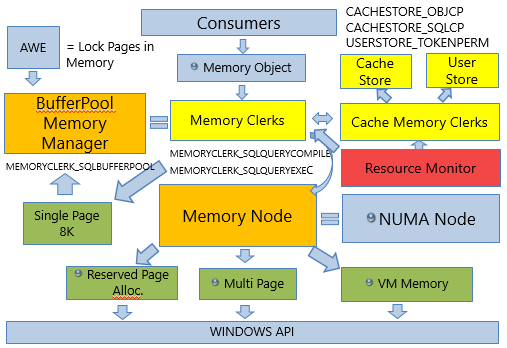 Consumers
CACHESTORE_OBJCP
CACHESTORE_SQLCP
USERSTORE_TOKENPERM
AWE
= Lock Pages in
Memory
Memory Object
Cache
Store
User
Store
BufferPool
Memory
Manager
Memory Clerks
Cache Memory Clerks
MEMORYCLERK_SQLBUFFERPOOL
MEMORYCLERK_SQLQUERYCOMPILE
MEMORYCLERK_SQLQUERYEXEC
Resource Monitor
Single Page
8K
Memory Node
NUMA Node
Reserved Page
Alloc.
Multi Page
VM Memory
WINDOWS API